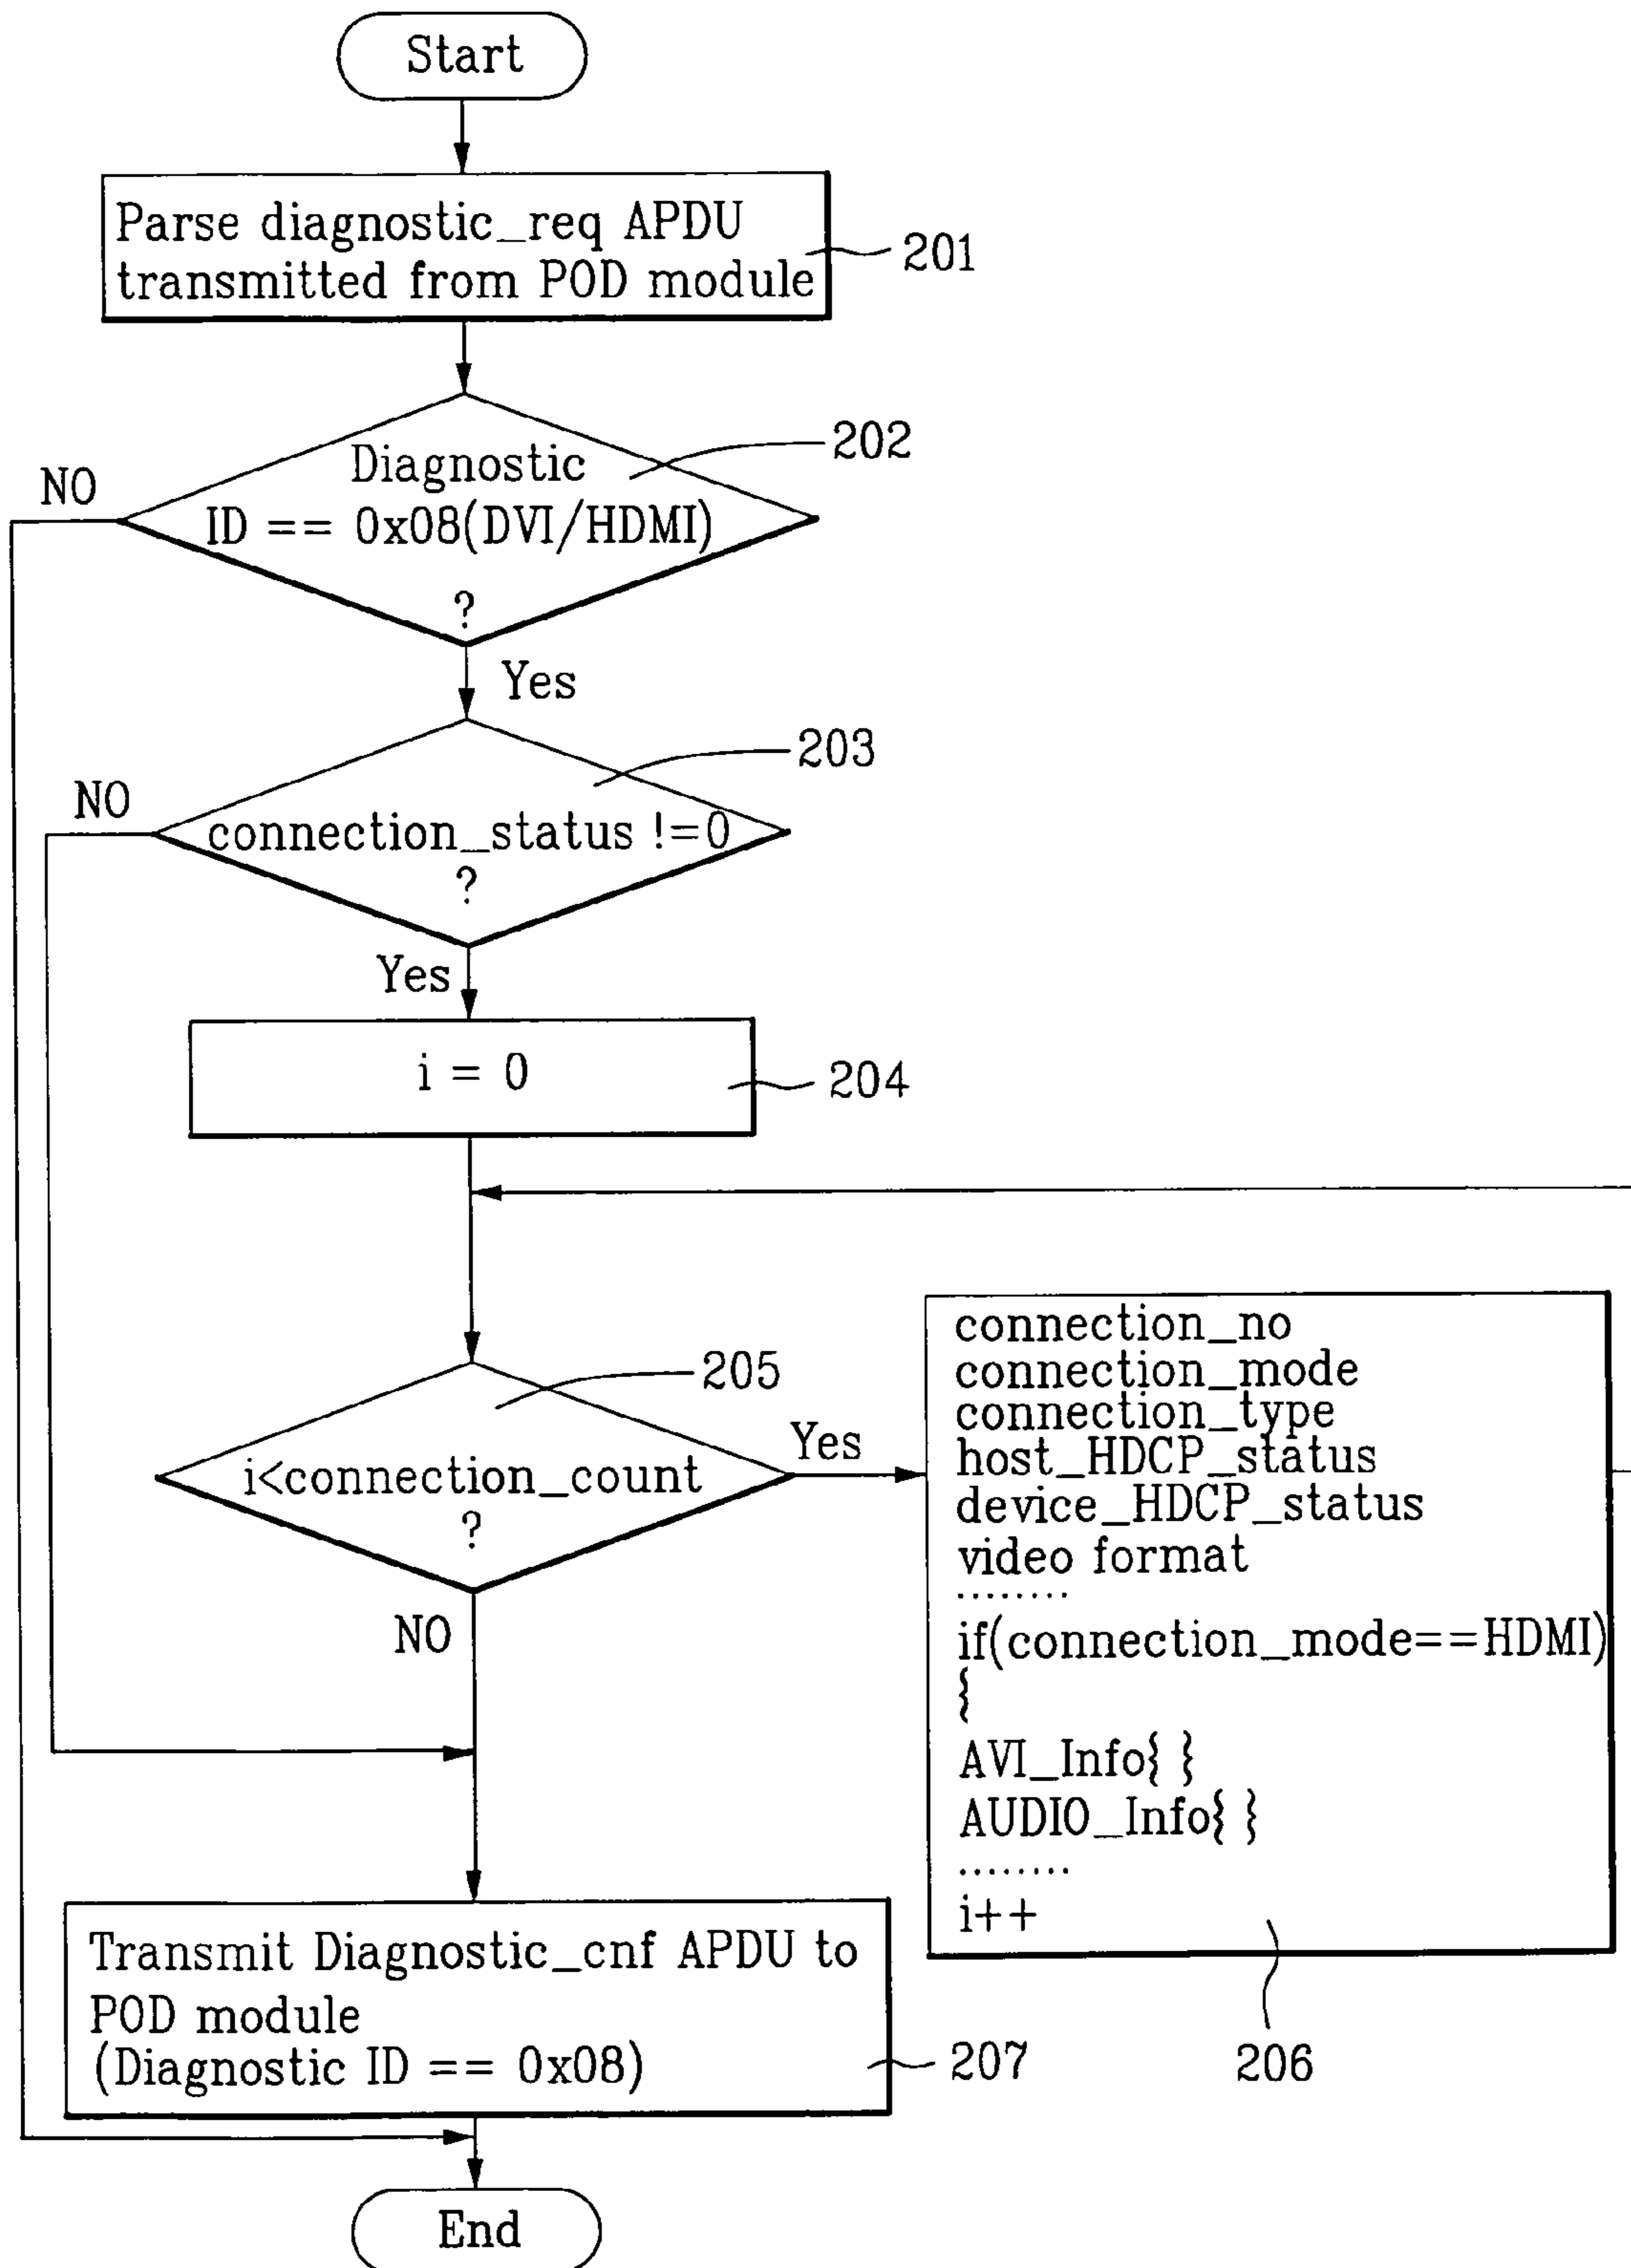 Start
Parse diagnostic_req APDU
transmitted from POD module
201
Diagnostic
ID == 0x08(DVI/HDMI)
?
202
NO
Yes
203
connection_status !=0
?
NO
Yes
i = 0
204
205
i<connection_count
?
Yes
NO
connection_no
connection_mode
connection_type
host_HDCP_status
device_HDCP_status
video format
........
if(connection_mode==HDMI)
{
AVI_Info{ }
AUDIO_Info{ }
........
i++
206
Transmit Diagnostic_cnf APDU to
POD module
(Diagnostic ID == 0x08)
207
End